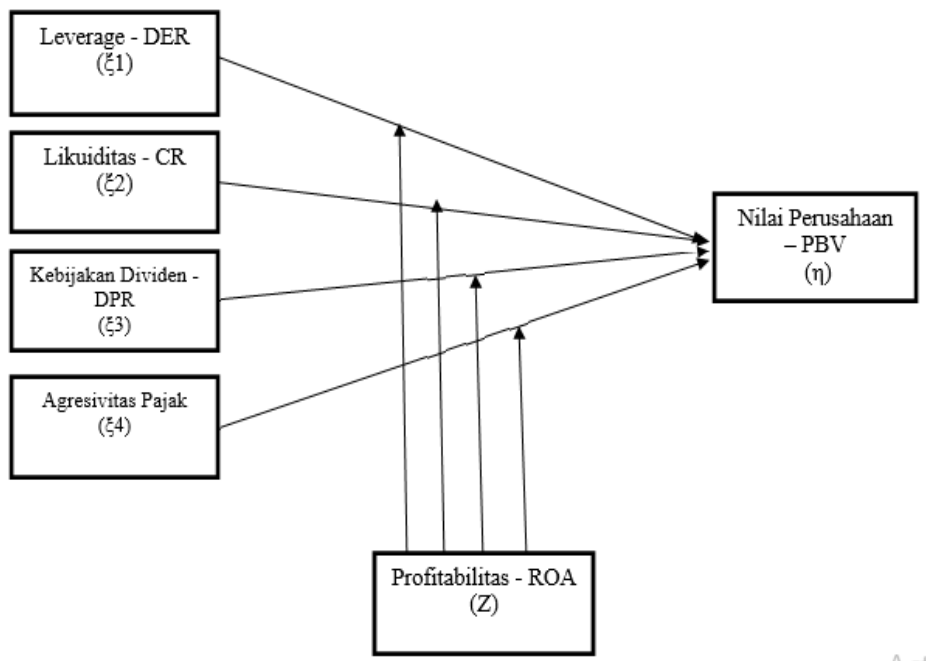 Leverage - DER
(ξ1)
Likuiditas - CR
(ξ2)
Kebijakan Dividen -
DPR
(ξ3)
Agresivitas Pajak
(ξ4)
Nilai Perusahaan
– PBV
(η)
Profitabilitas - ROA
(Z)